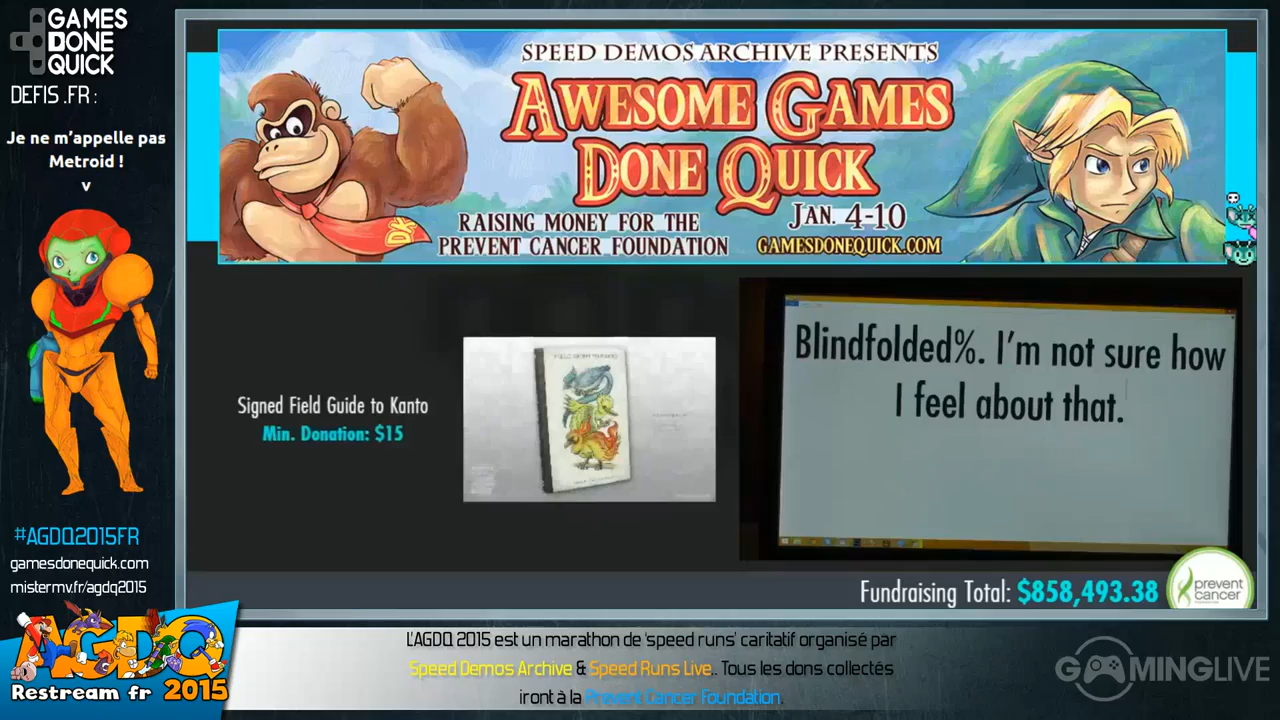 GAMES
DONE
QUICK
DEFIS .FR :
Je ne m'appelle pas
Metroid !
v
#AGDQ2015FR
gamesdonequick.com
mistermv.fr/agdq2015
AGDQ
Restream fr 2015
SPEED DEMOS ARCHIVE PRESENTS
AWESOME GAMES
DONE QUICK
JAN. 4-10
RAISING MONEY FOR THE
PREVENT CANCER FOUNDATION
GAMESDONEQUICK.COM
DK
Signed Field Guide to Kanto
Min. Donation: $15
Blindfolded%. I'm not sure how
I feel about that.
Fundraising Total: $858,493.38
prevent
cancer
L'AGDQ 2015 est un marathon de 'speed runs' caritatif organisé par
Speed Demos Archive & Speed Runs Live.. Tous les dons collectés
iront à la Prevent Cancer Foundation.
GAMINGLIVE